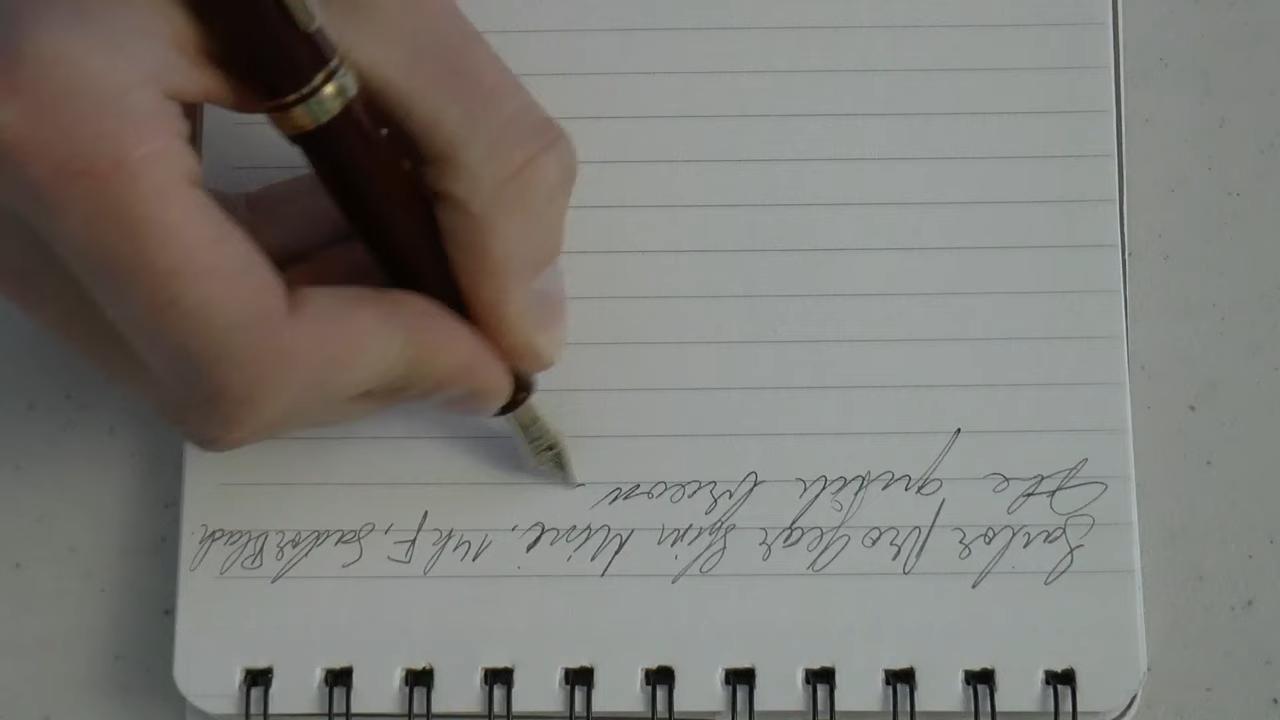 Sailor Pro Gear Slim Mini, 14k F, Sailor Black.
The quick brown